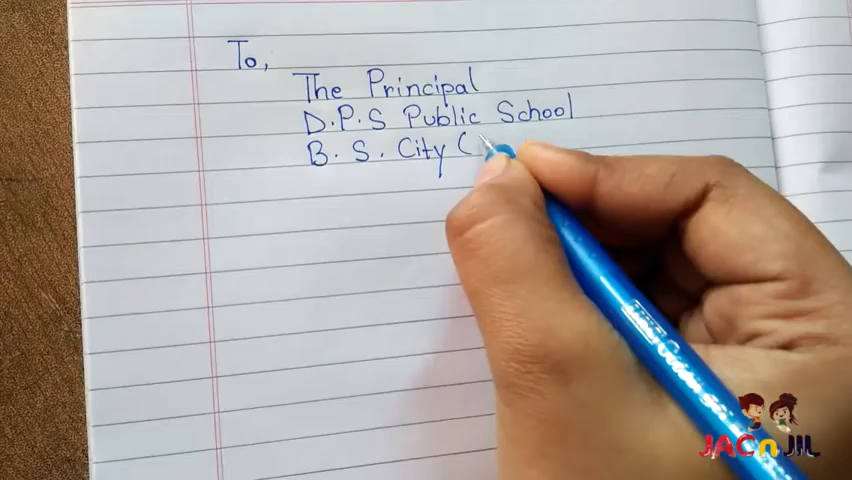 To,
The Principal
D.P.S Public School
B. S. City (
JACnJIL